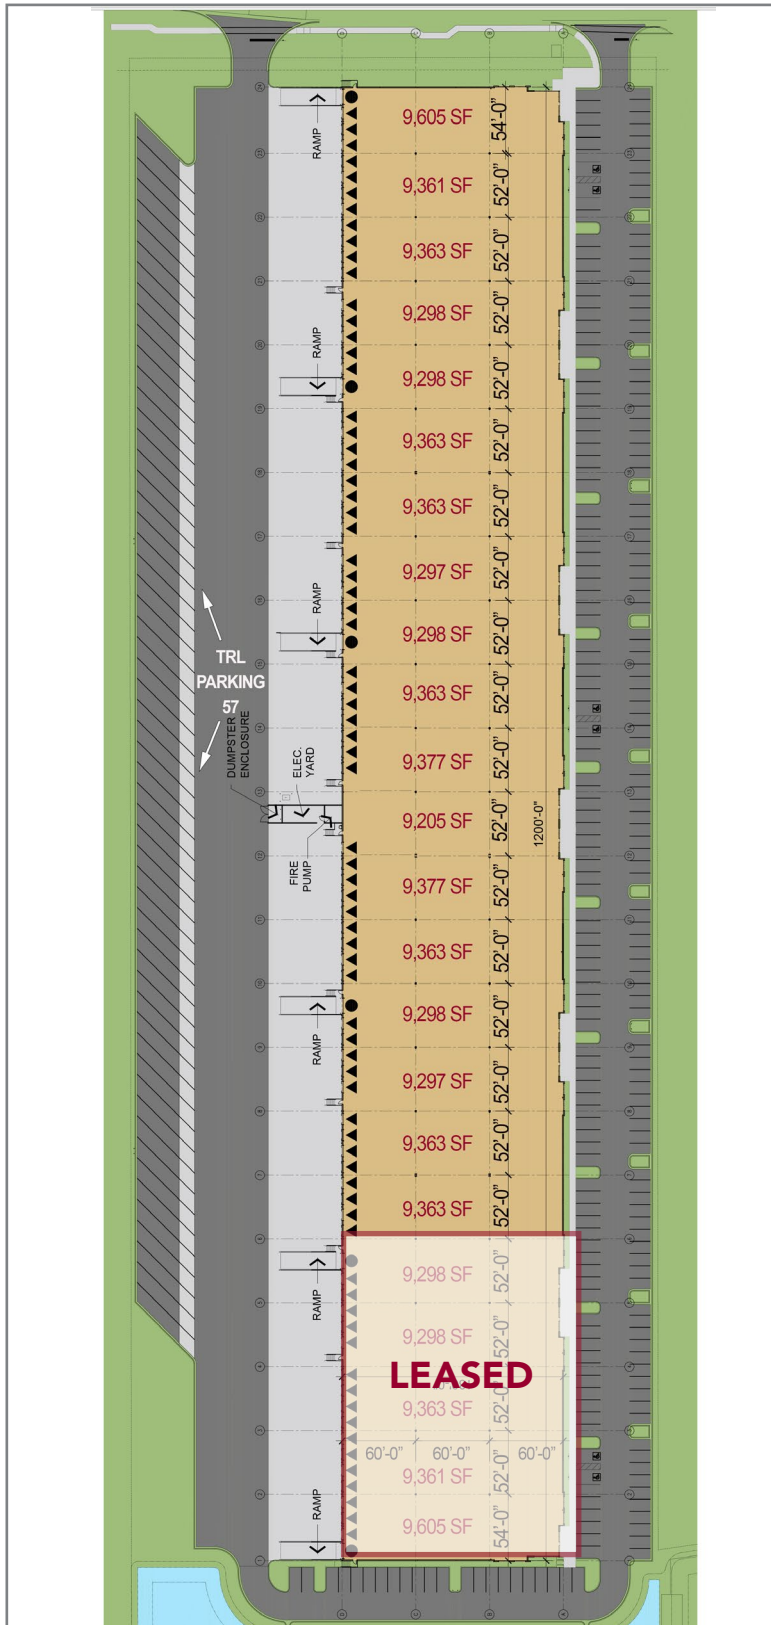 9,605 SF
54'-0"
RAMP
9,361 SF
52'-0"
9,363 SF
52'-0"
9,298 SF
52'-0"
RAMP
9,298 SF
52'-0"
9,363 SF
52'-0"
9,363 SF
52'-0"
9,297 SF
52'-0"
RAMP
9,298 SF
52'-0"
TRL
PARKING
57
9,363 SF
52'-0"
DUMPSTER
ENCLOSURE
ELEC.
YARD
9,377 SF
52'-0"
9,205 SF
52'-0"
1200'-0"
FIRE
PUMP
9,377 SF
52'-0"
9,363 SF
52'-0"
9,298 SF
52'-0"
RAMP
9,297 SF
52'-0"
9,363 SF
52'-0"
9,363 SF
52'-0"
9,298 SF
52'-0"
RAMP
9,298 SF
52'-0"
LEASED
9,363 SF
52'-0"
60'-0"
60'-0"
60'-0"
9,361 SF
52'-0"
RAMP
9,605 SF
54'-0"